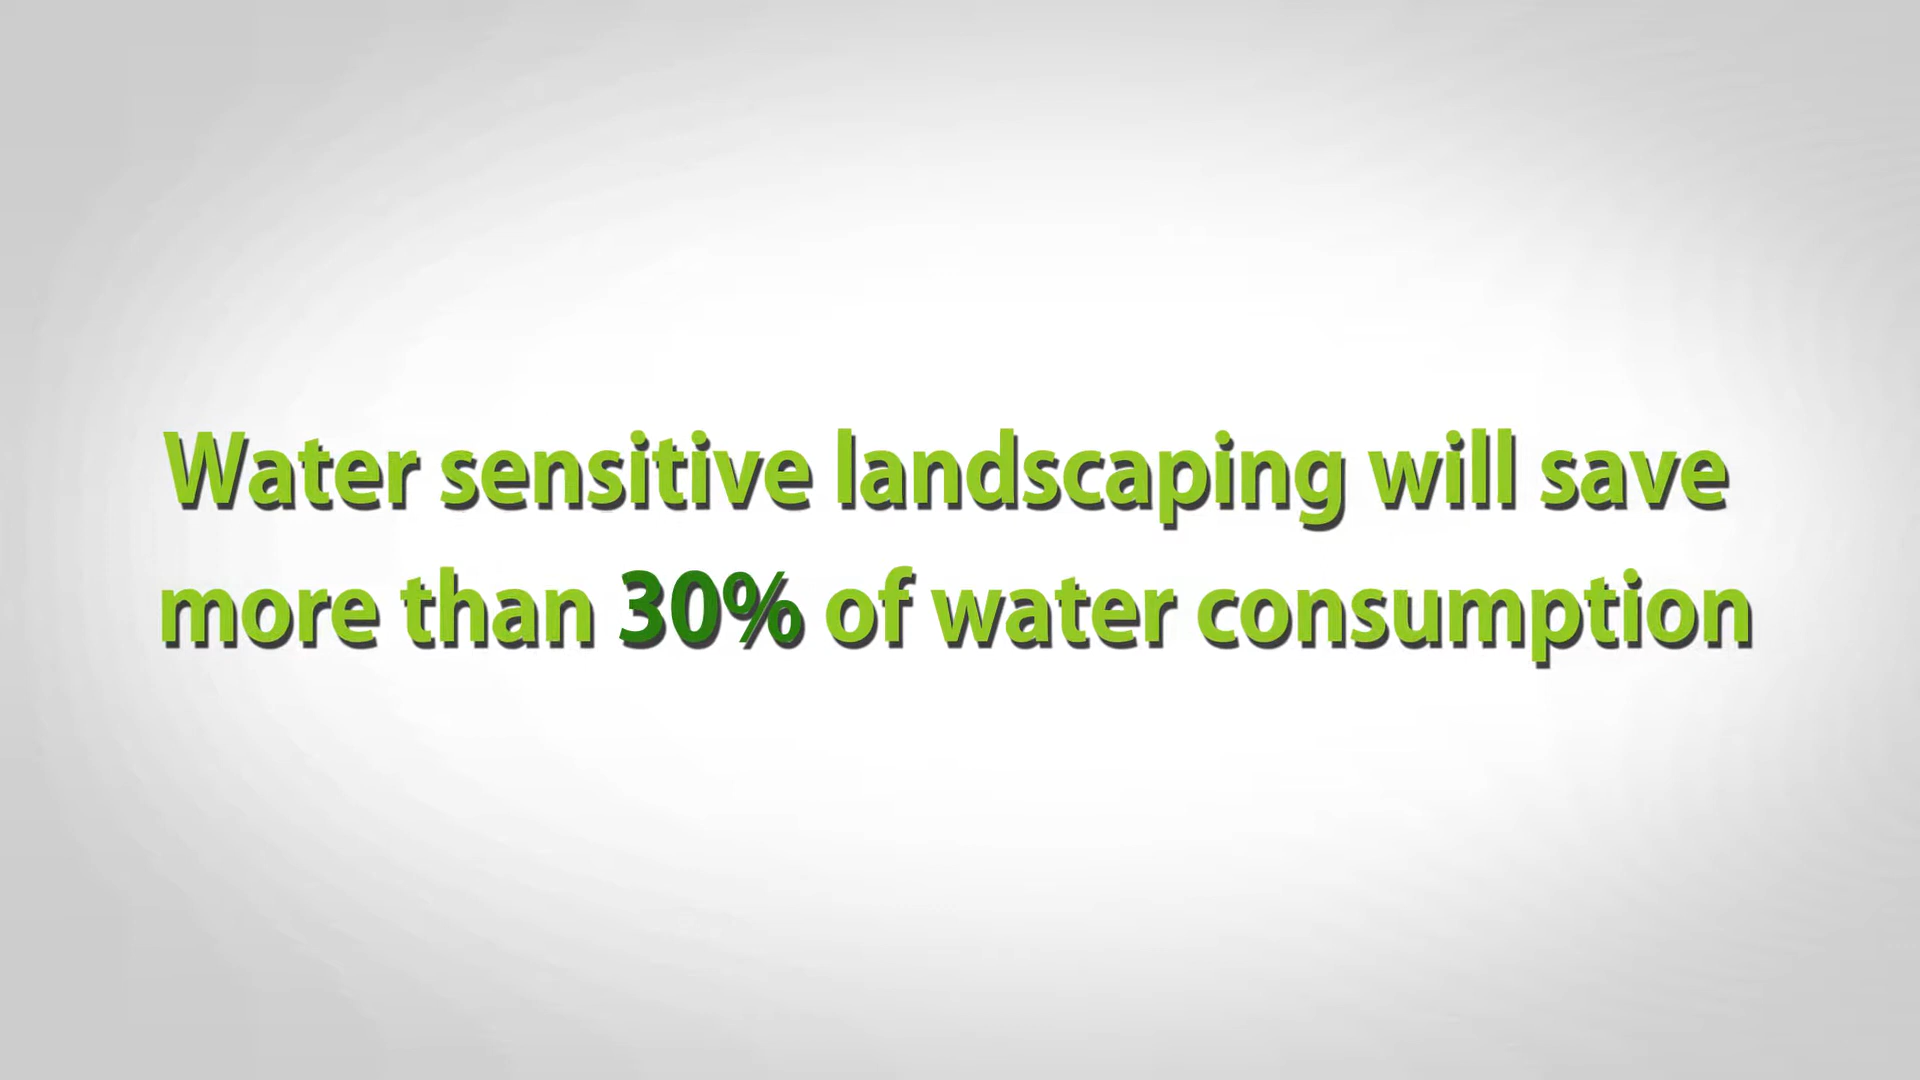 Water sensitive landscaping will save
more than 30% of water consumption